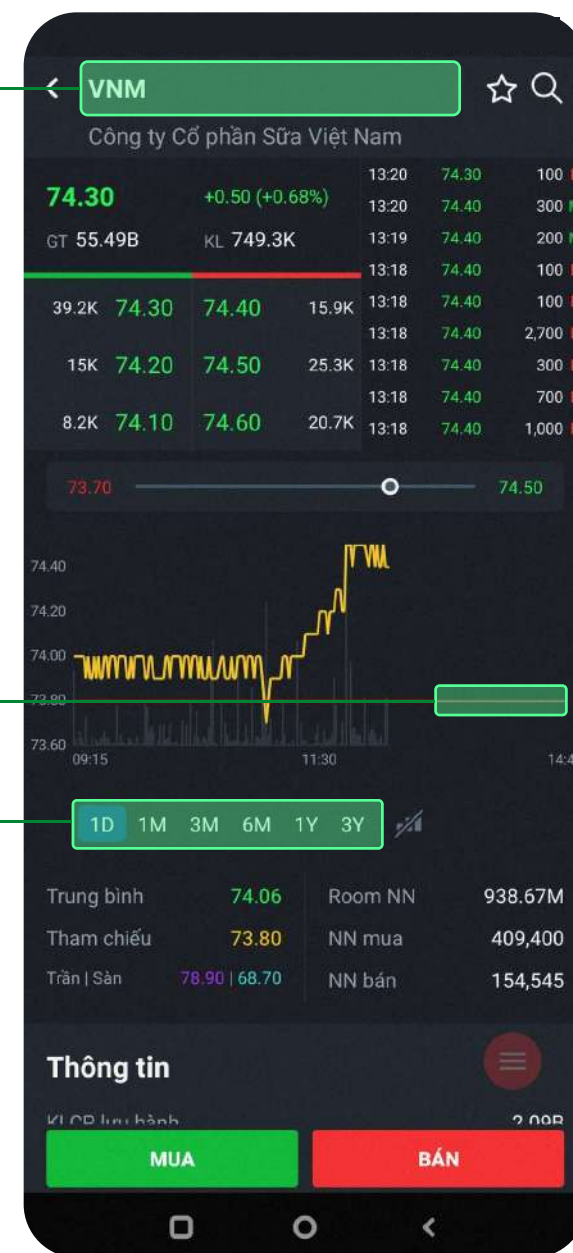 VNM
Công ty Cổ phần Sữa Việt Nam
74.30 +0.50 (+0.68%)
GT 55.49B KL 749.3K
13:20 74.30 100
13:20 74.40 300
13:19 74.40 200
13:18 74.40 100
13:18 74.40 100
13:18 74.40 2,700
13:18 74.40 300
13:18 74.40 700
13:18 74.40 1,000
39.2K 74.30 74.40 15.9K
15K 74.20 74.50 25.3K
8.2K 74.10 74.60 20.7K
73.70 74.50
74.40
74.20
74.00
73.80
73.60
09:15 11:30 14:4
1D 1M 3M 6M 1Y 3Y
Trung bình 74.06 Room NN 938.67M
Tham chiếu 73.80 NN mua 409,400
Trần | Sàn 78.90 | 68.70 NN bán 154,545
Thông tin
KLCP lưu hành 2.09B
MUA BÁN